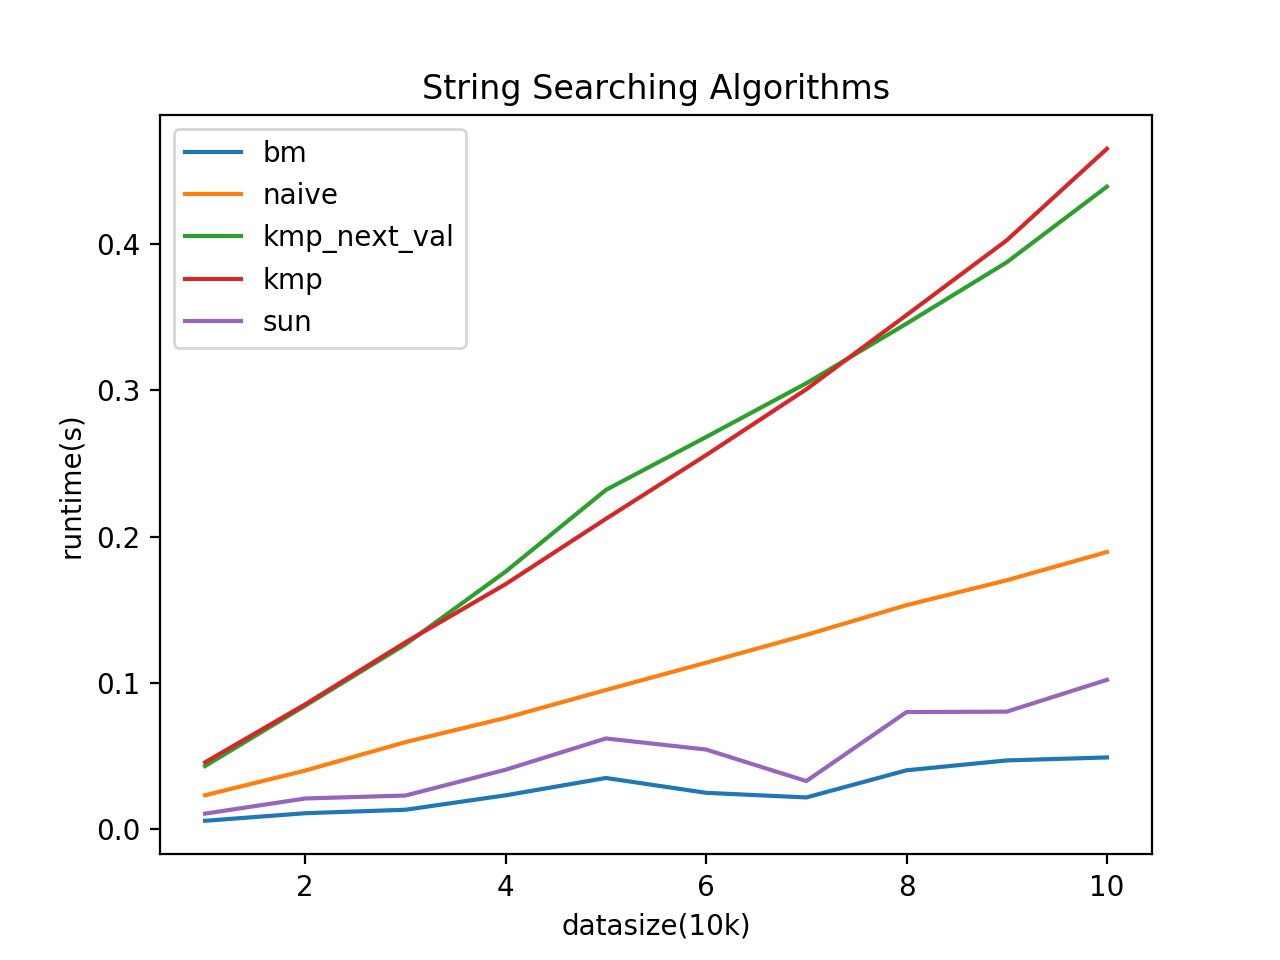 String Searching Algorithms
bm
naive
kmp_next_val
kmp
sun
0.4
0.3
0.2
0.1
0.0
runtime(s)
2 4 6 8 10
datasize(10k)